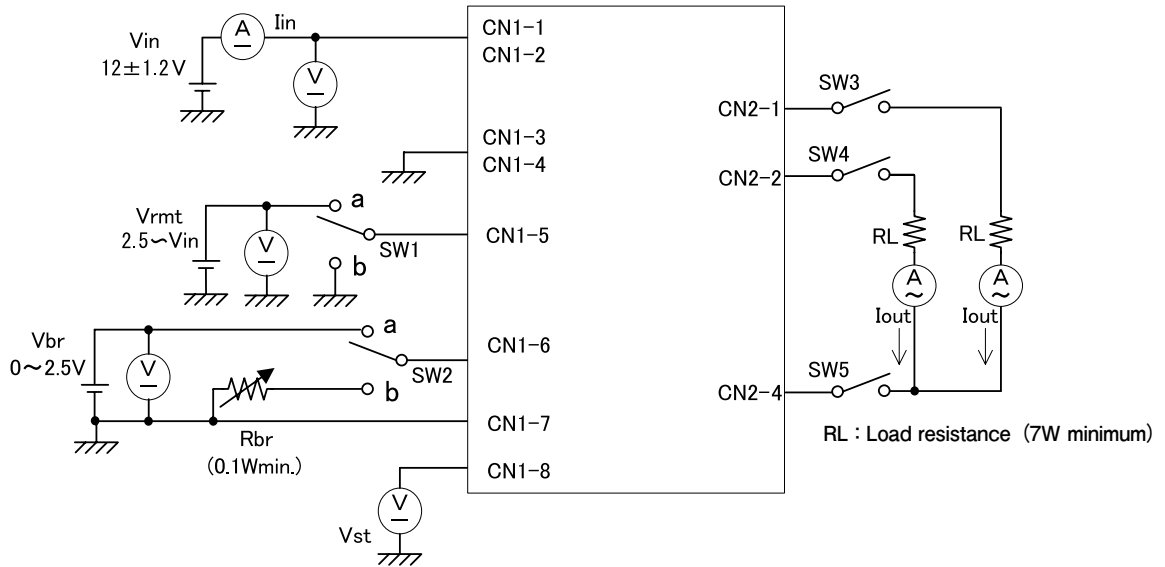 Vin
12±1.2V
A
Iin
V
CN1-1
CN1-2
CN1-3
CN1-4
Vrmt
2.5～Vin
V
a
SW1
b
CN1-5
Vbr
0～2.5V
V
a
SW2
b
CN1-6
Rbr
(0.1Wmin.)
CN1-7
CN1-8
V
Vst
CN2-1
SW3
CN2-2
SW4
RL
RL
A
~
A
~
Iout
Iout
CN2-4
SW5
RL : Load resistance (7W minimum)